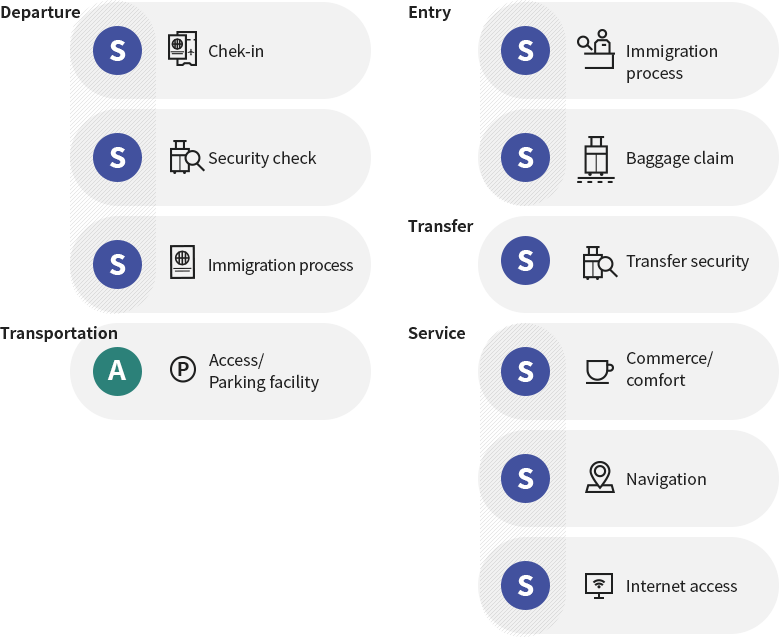 Departure
S Chek-in
S Security check
S Immigration process
Transportation
A Access/
Parking facility
P
Entry
S Immigration
process
S Baggage claim
Transfer
S Transfer security
Service
S Commerce/
comfort
S Navigation
S Internet access